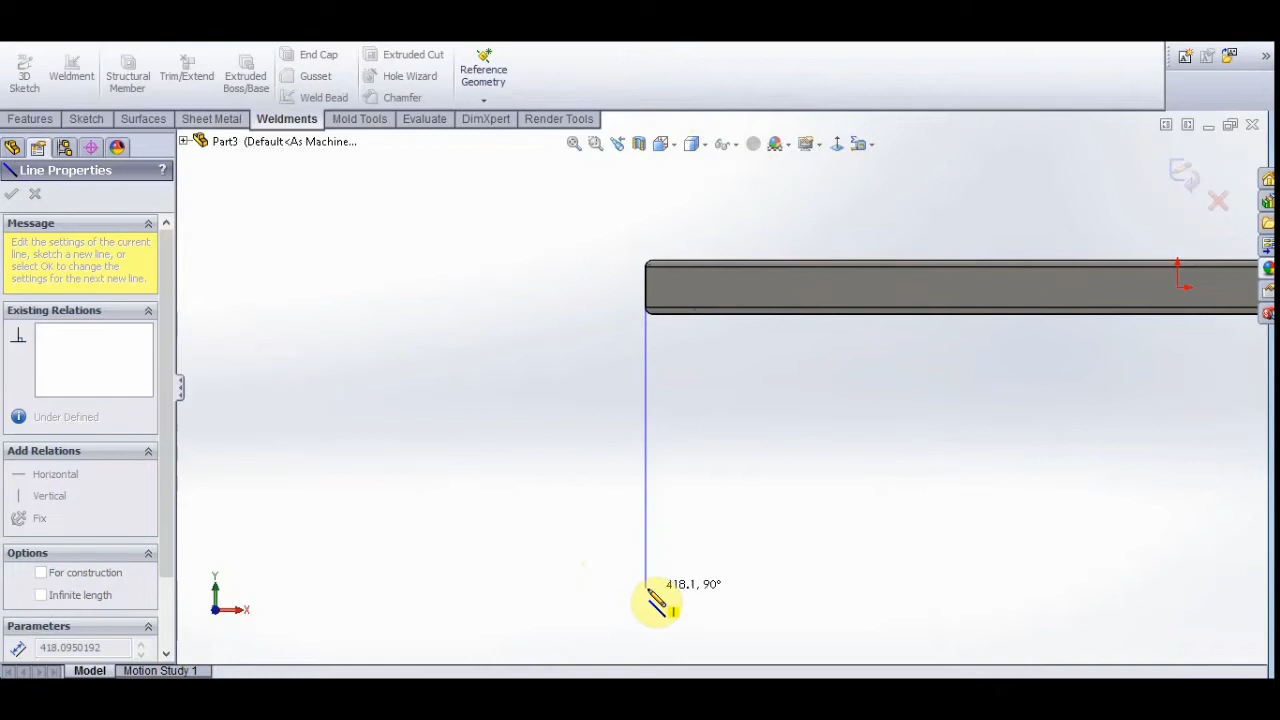 3D Sketch
Weldment
Structural Member
Trim/Extend
Extruded Boss/Base
End Cap
Gusset
Weld Bead
Extruded Cut
Hole Wizard
Chamfer
Reference Geometry
Features
Sketch
Surfaces
Sheet Metal
Weldments
Mold Tools
Evaluate
DimXpert
Render Tools
Part3 (Default<As Machine...
Line Properties
?
Message
Edit the settings of the current
line, sketch a new line, or
select OK to change the
settings for the next new line.
Existing Relations
Under Defined
Add Relations
Horizontal
Vertical
Fix
Options
For construction
Infinite length
Parameters
418.0950192
418.1, 90°
Y
X
Model
Motion Study 1